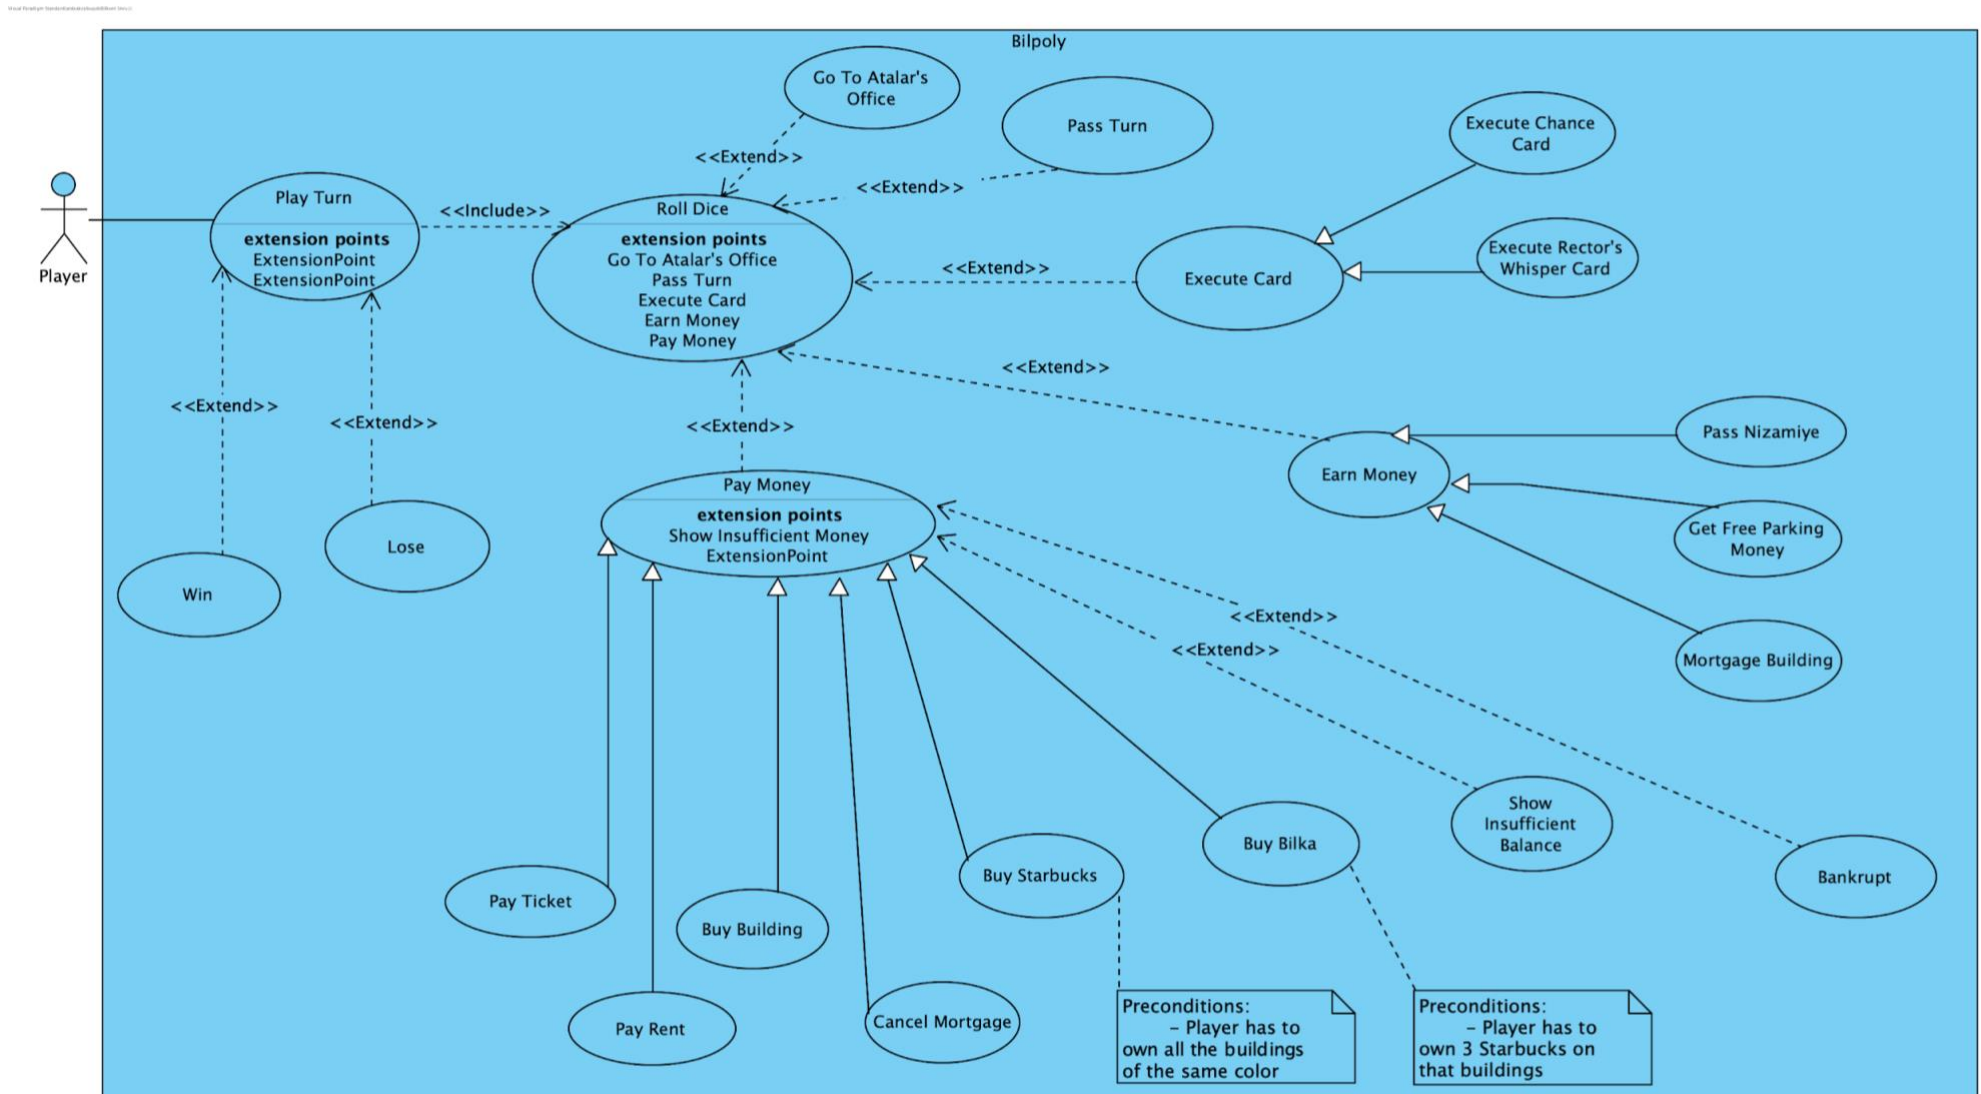 Bilpoly
Go To Atalar's
Office
Pass Turn
Execute Chance
Card
<<Extend>>
<<Extend>>
Play Turn
extension points
ExtensionPoint
ExtensionPoint
<<Include>>
Roll Dice
extension points
Go To Atalar's Office
Pass Turn
Execute Card
Earn Money
Pay Money
<<Extend>>
Execute Card
Execute Rector's
Whisper Card
Player
<<Extend>>
<<Extend>>
<<Extend>>
<<Extend>>
Pass Nizamiye
Earn Money
Get Free Parking
Money
Mortgage Building
Pay Money
extension points
Show Insufficient Money
ExtensionPoint
Lose
Win
<<Extend>>
<<Extend>>
Show
Insufficient
Balance
Bankrupt
Buy Bilka
Buy Starbucks
Pay Ticket
Buy Building
Pay Rent
Cancel Mortgage
Preconditions:
- Player has to
own all the buildings
of the same color
Preconditions:
- Player has to
own 3 Starbucks on
that buildings